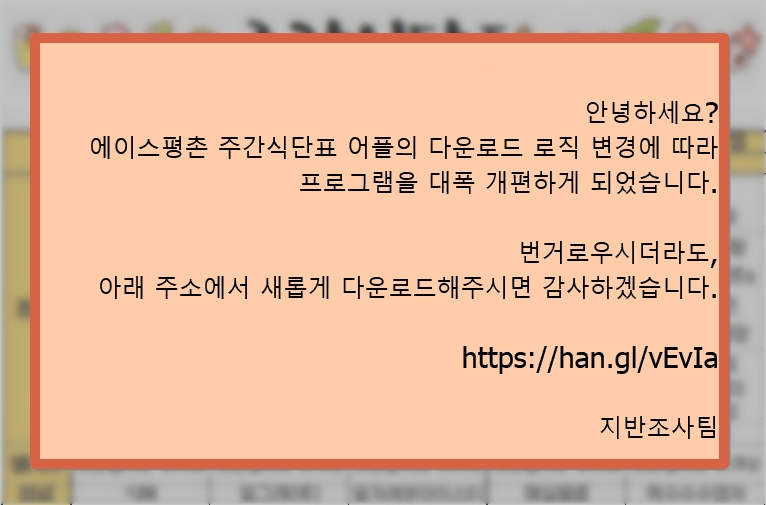 안녕하세요?
에이스평촌 주간식단표 어플의 다운로드 로직 변경에 따라
프로그램을 대폭 개편하게 되었습니다.
번거로우시더라도,
아래 주소에서 새롭게 다운로드해주시면 감사하겠습니다.
https://han.gl/vEvIa
지반조사팀